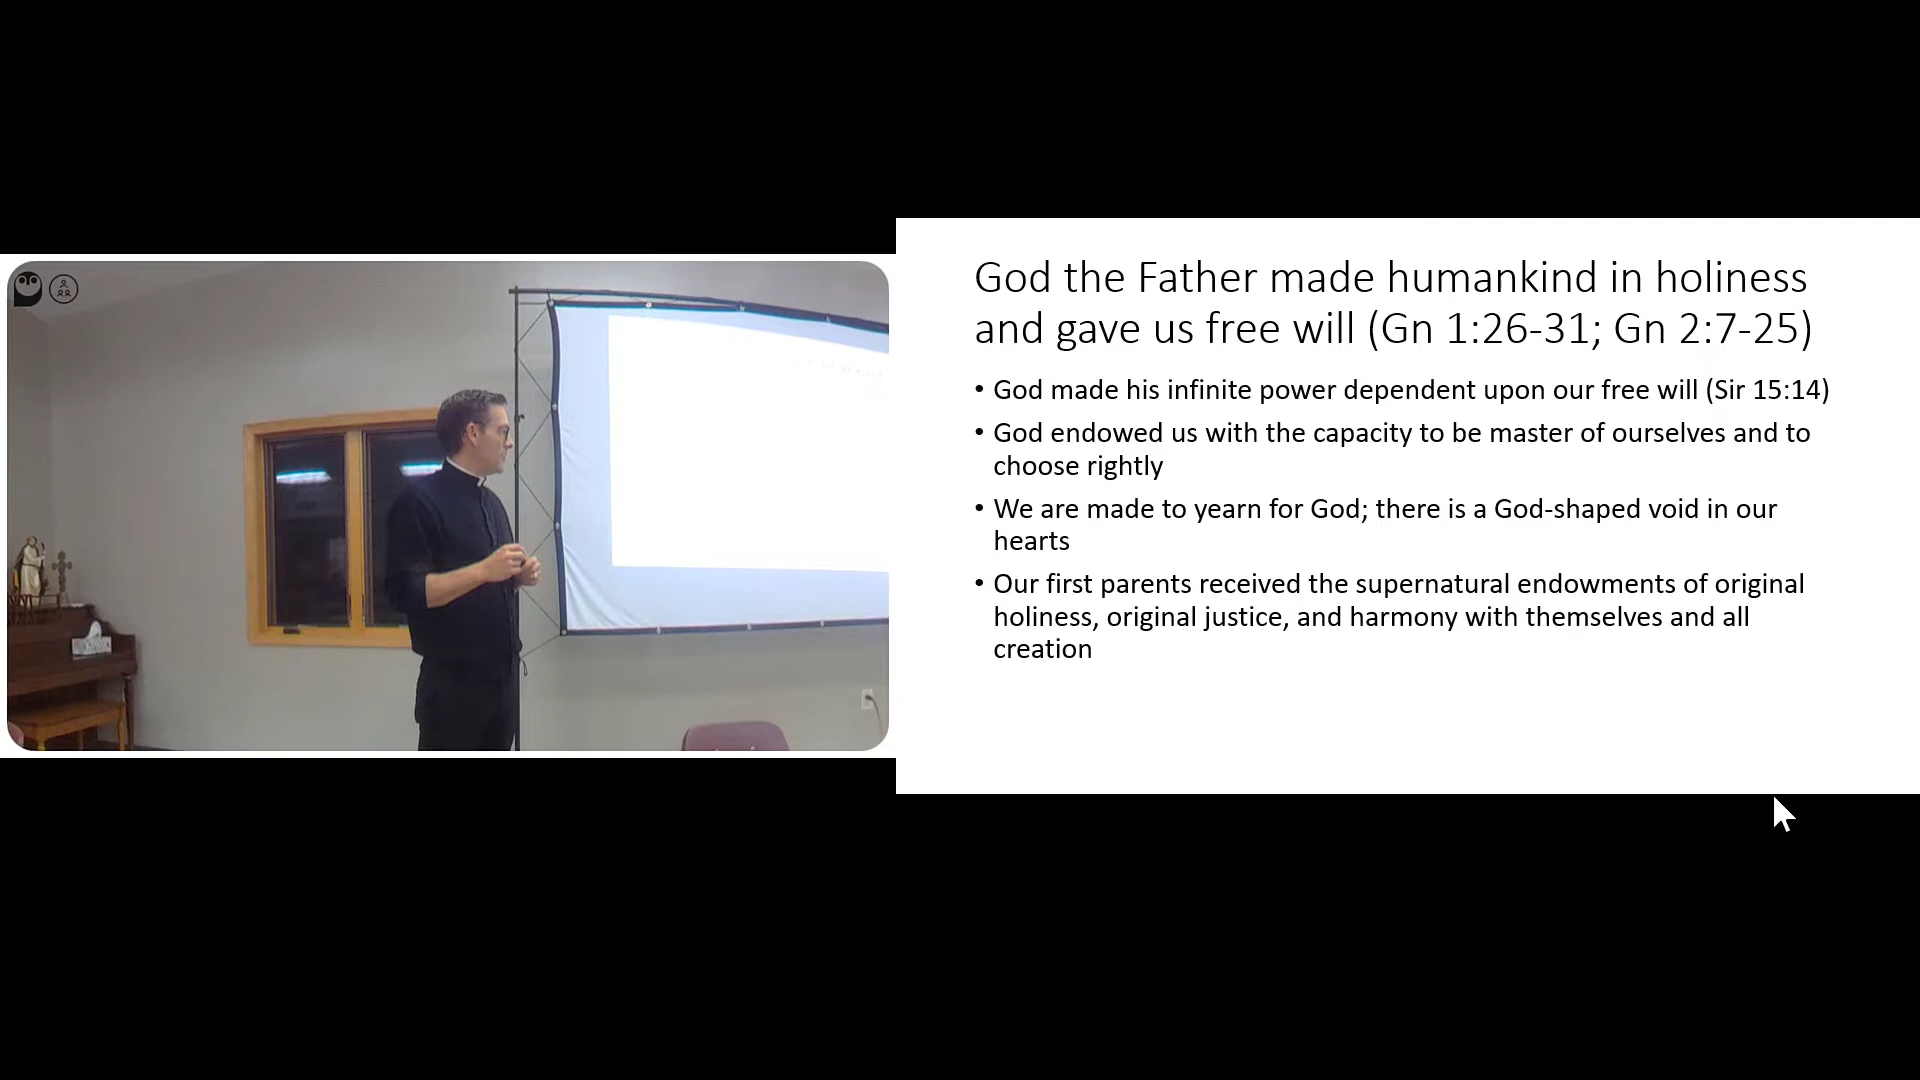 God the Father made humankind in holiness
and gave us free will (Gn 1:26-31; Gn 2:7-25)
• God made his infinite power dependent upon our free will (Sir 15:14)
• God endowed us with the capacity to be master of ourselves and to
choose rightly
• We are made to yearn for God; there is a God-shaped void in our
hearts
• Our first parents received the supernatural endowments of original
holiness, original justice, and harmony with themselves and all
creation